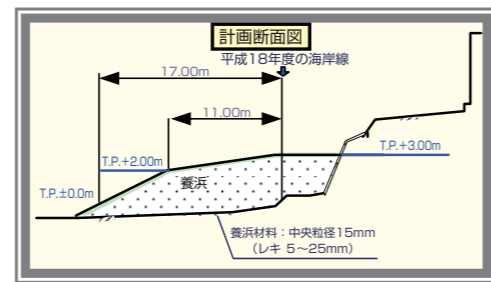 計画断面図
平成18年度の海岸線
17.00m
11.00m
T.P.+2.00m
T.P.+3.00m
養浜
T.P.±0.0m
養浜材料：中央粒径15mm
（レキ 5～25mm）